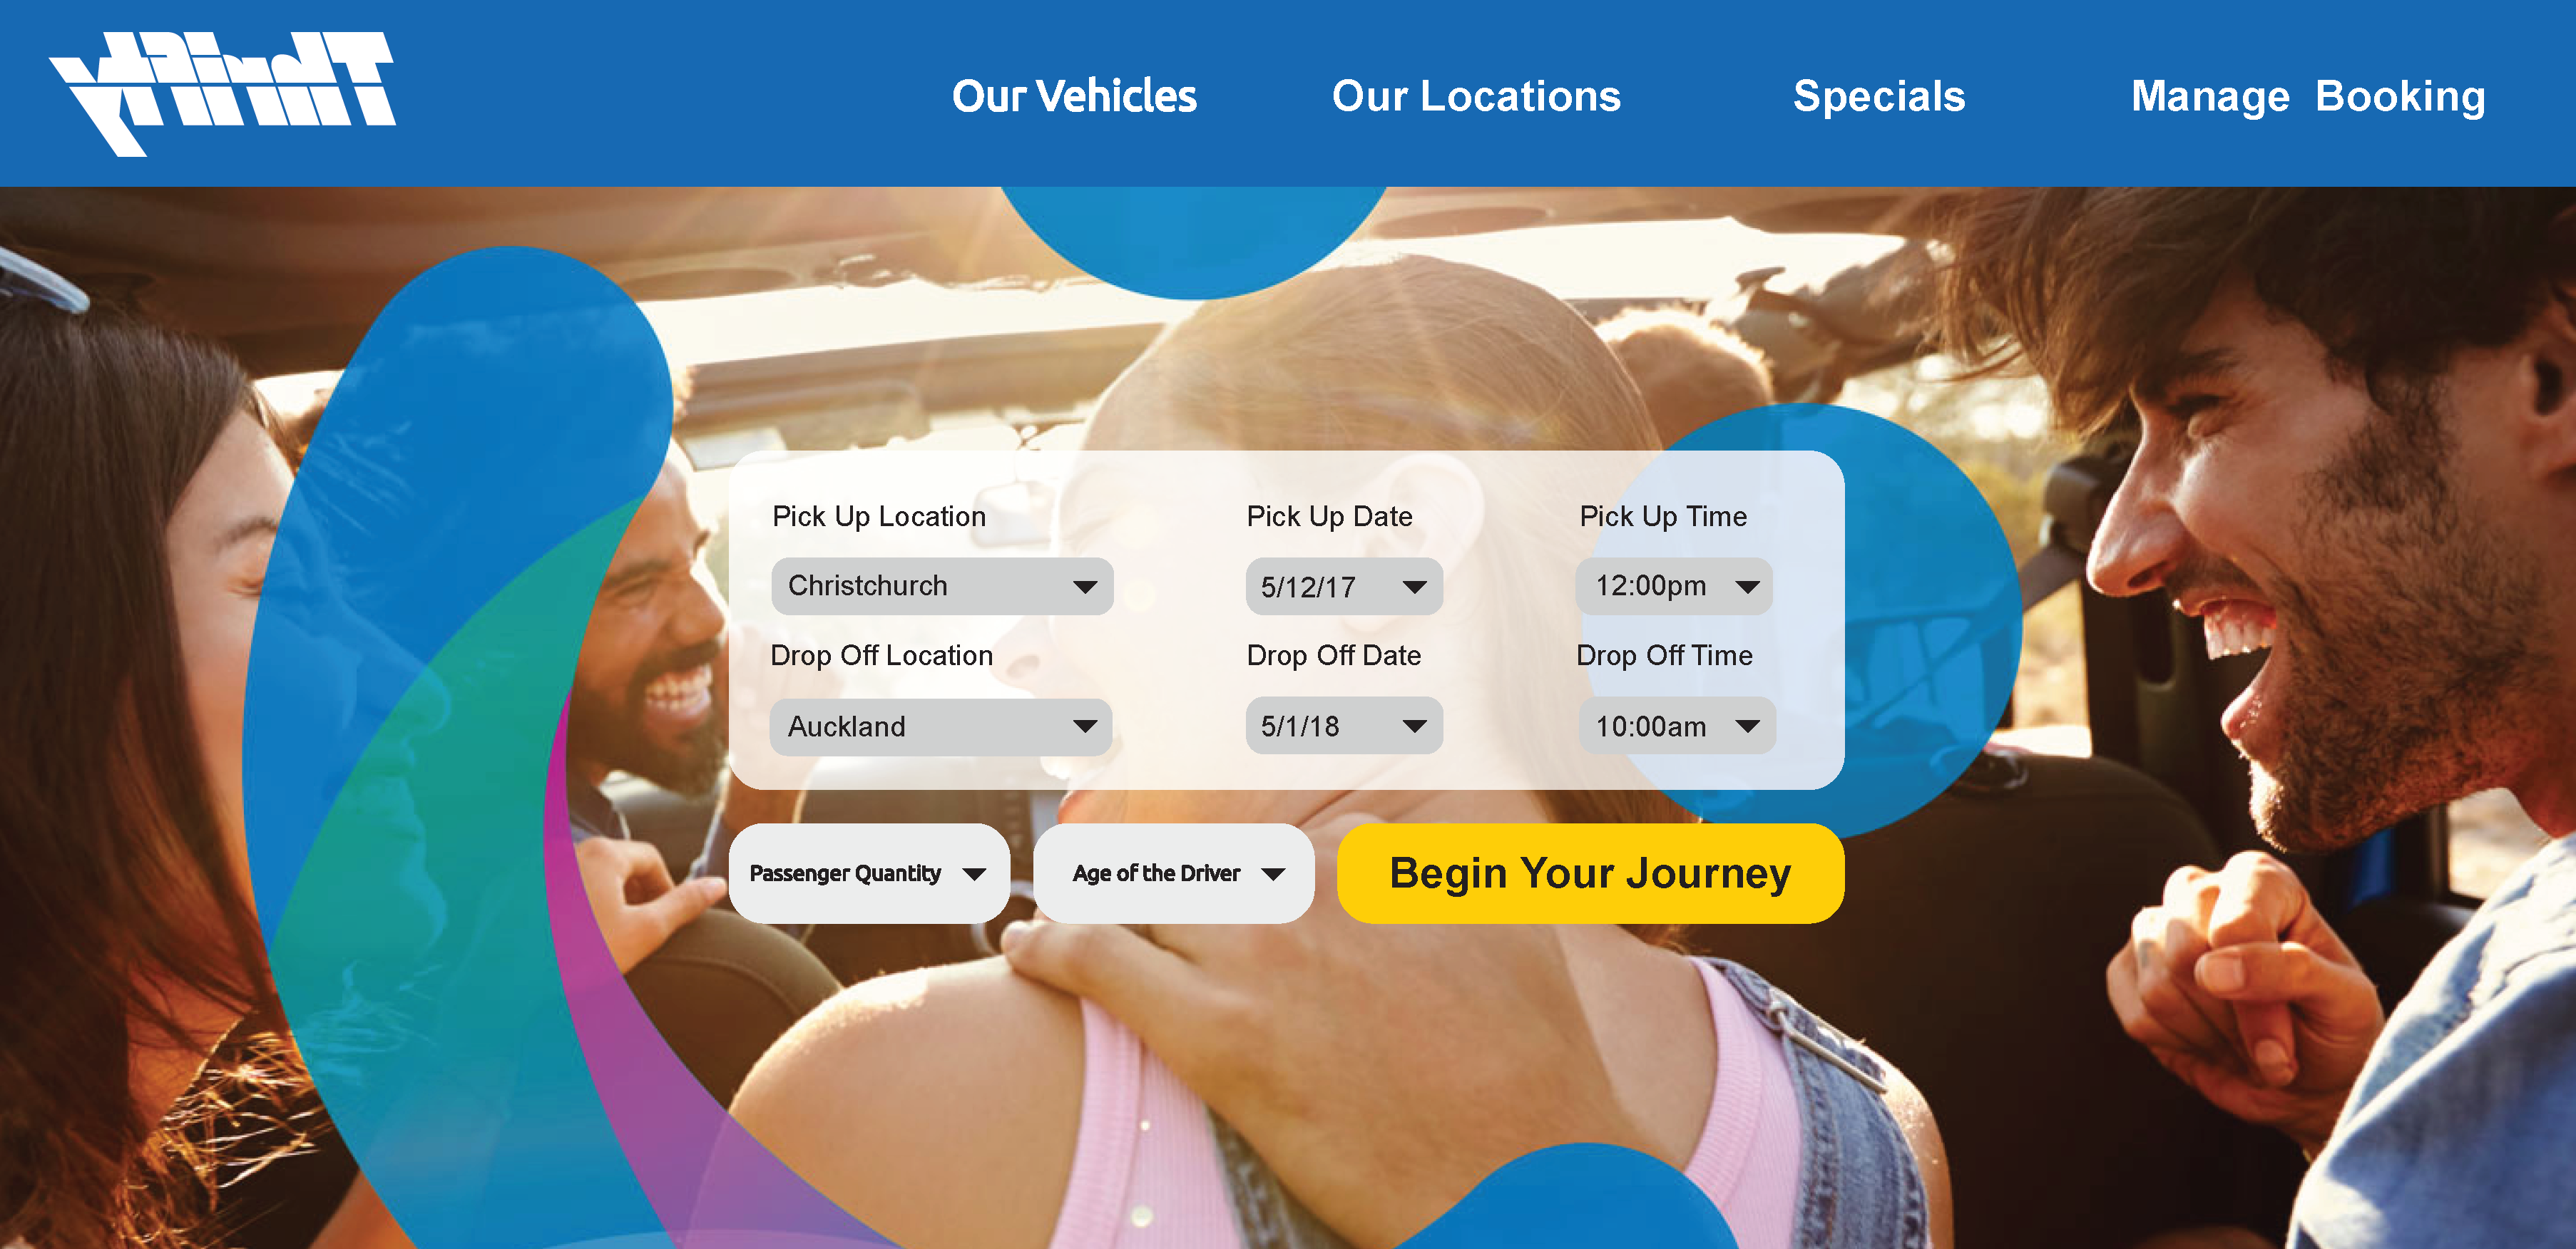 Thrifty
Our Vehicles
Our Locations
Specials
Manage Booking
Pick Up Location
Pick Up Date
Pick Up Time
Christchurch
5/12/17
12:00pm
Drop Off Location
Drop Off Date
Drop Off Time
Auckland
5/1/18
10:00am
Passenger Quantity
Age of the Driver
Begin Your Journey